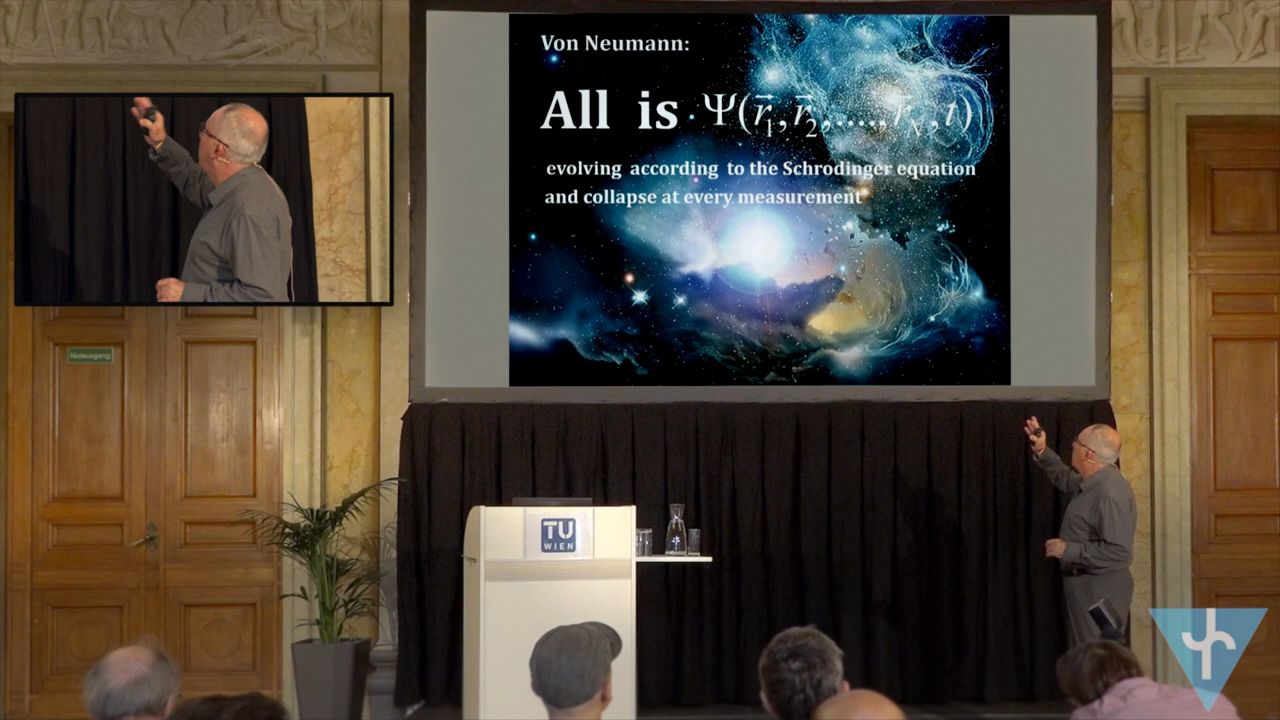 Von Neumann:
All is Ψ(r̄₁,r̄₂,.....,r̄_N,t)
evolving according to the Schrodinger equation
and collapse at every measurement
Notausgang
TU
WIEN